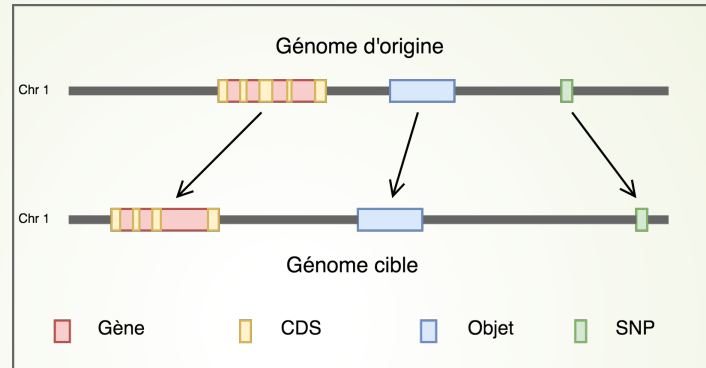 Génome d'origine
Chr 1
Chr 1
Génome cible
Gène CDS Objet SNP